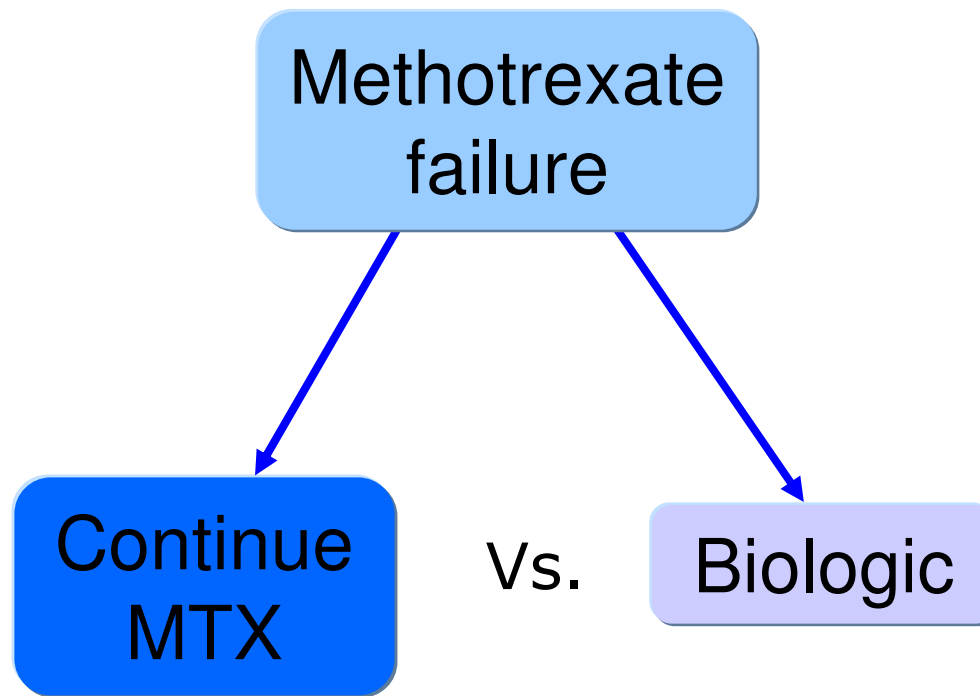 Methotrexate
failure
Continue
MTX
Vs.
Biologic